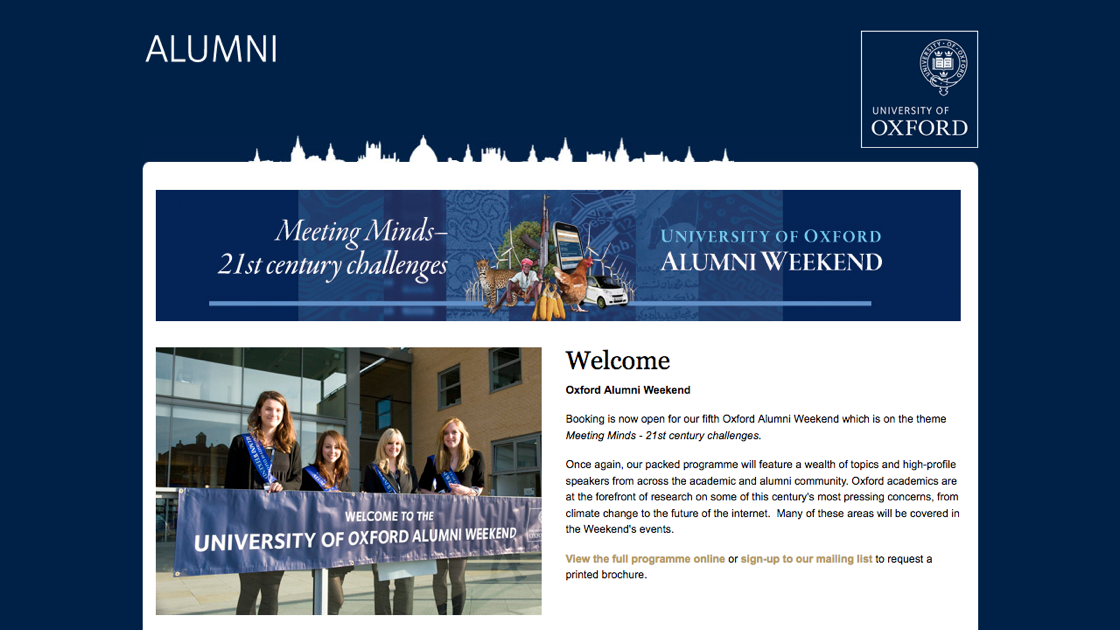 ALUMNI
UNIVERSITY OF OXFORD
UNIVERSITY OF
OXFORD
Meeting Minds–
21st century challenges
UNIVERSITY OF OXFORD
ALUMNI WEEKEND
WELCOME TO THE
UNIVERSITY OF OXFORD ALUMNI WEEKEND
Welcome
Oxford Alumni Weekend
Booking is now open for our fifth Oxford Alumni Weekend which is on the theme
Meeting Minds - 21st century challenges.
Once again, our packed programme will feature a wealth of topics and high-profile
speakers from across the academic and alumni community. Oxford academics are
at the forefront of research on some of this century's most pressing concerns, from
climate change to the future of the internet.  Many of these areas will be covered in
the Weekend's events.
View the full programme online or sign-up to our mailing list to request a
printed brochure.